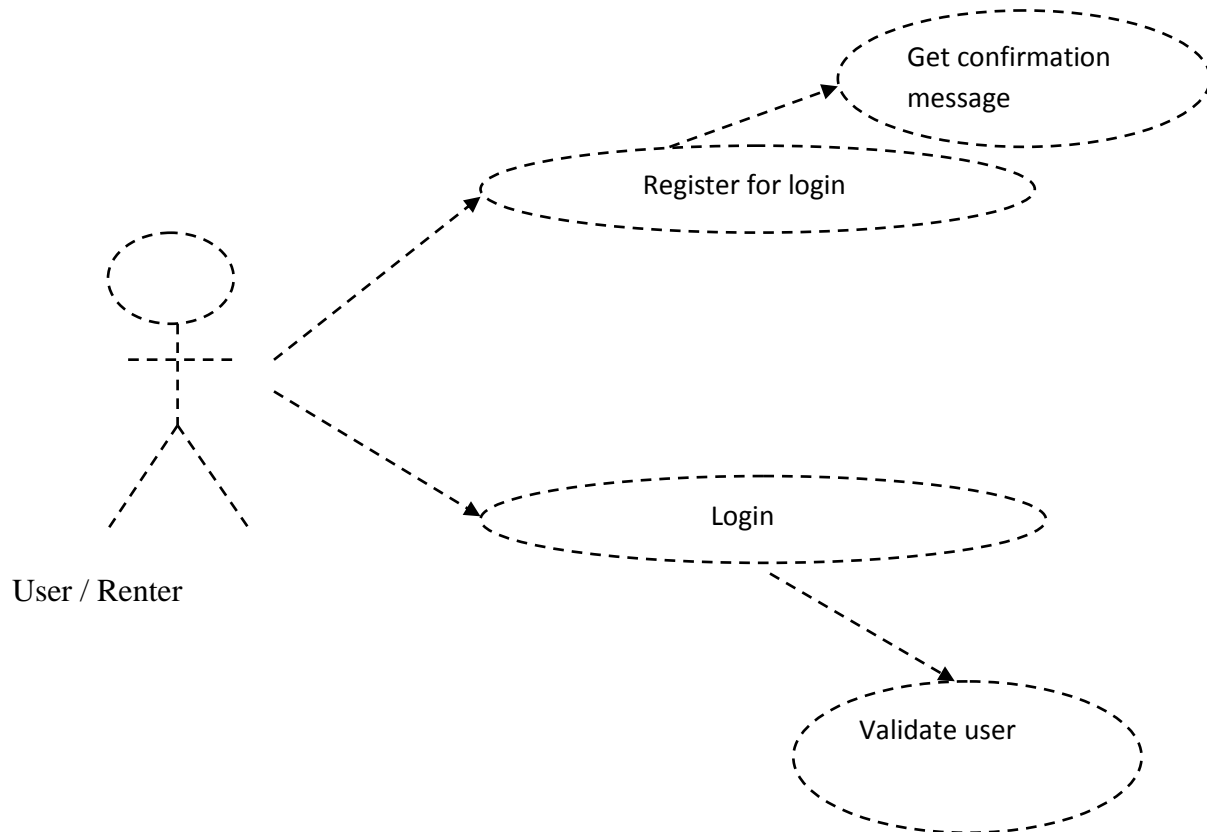 Get confirmation
message
Register for login
Login
User / Renter
Validate user